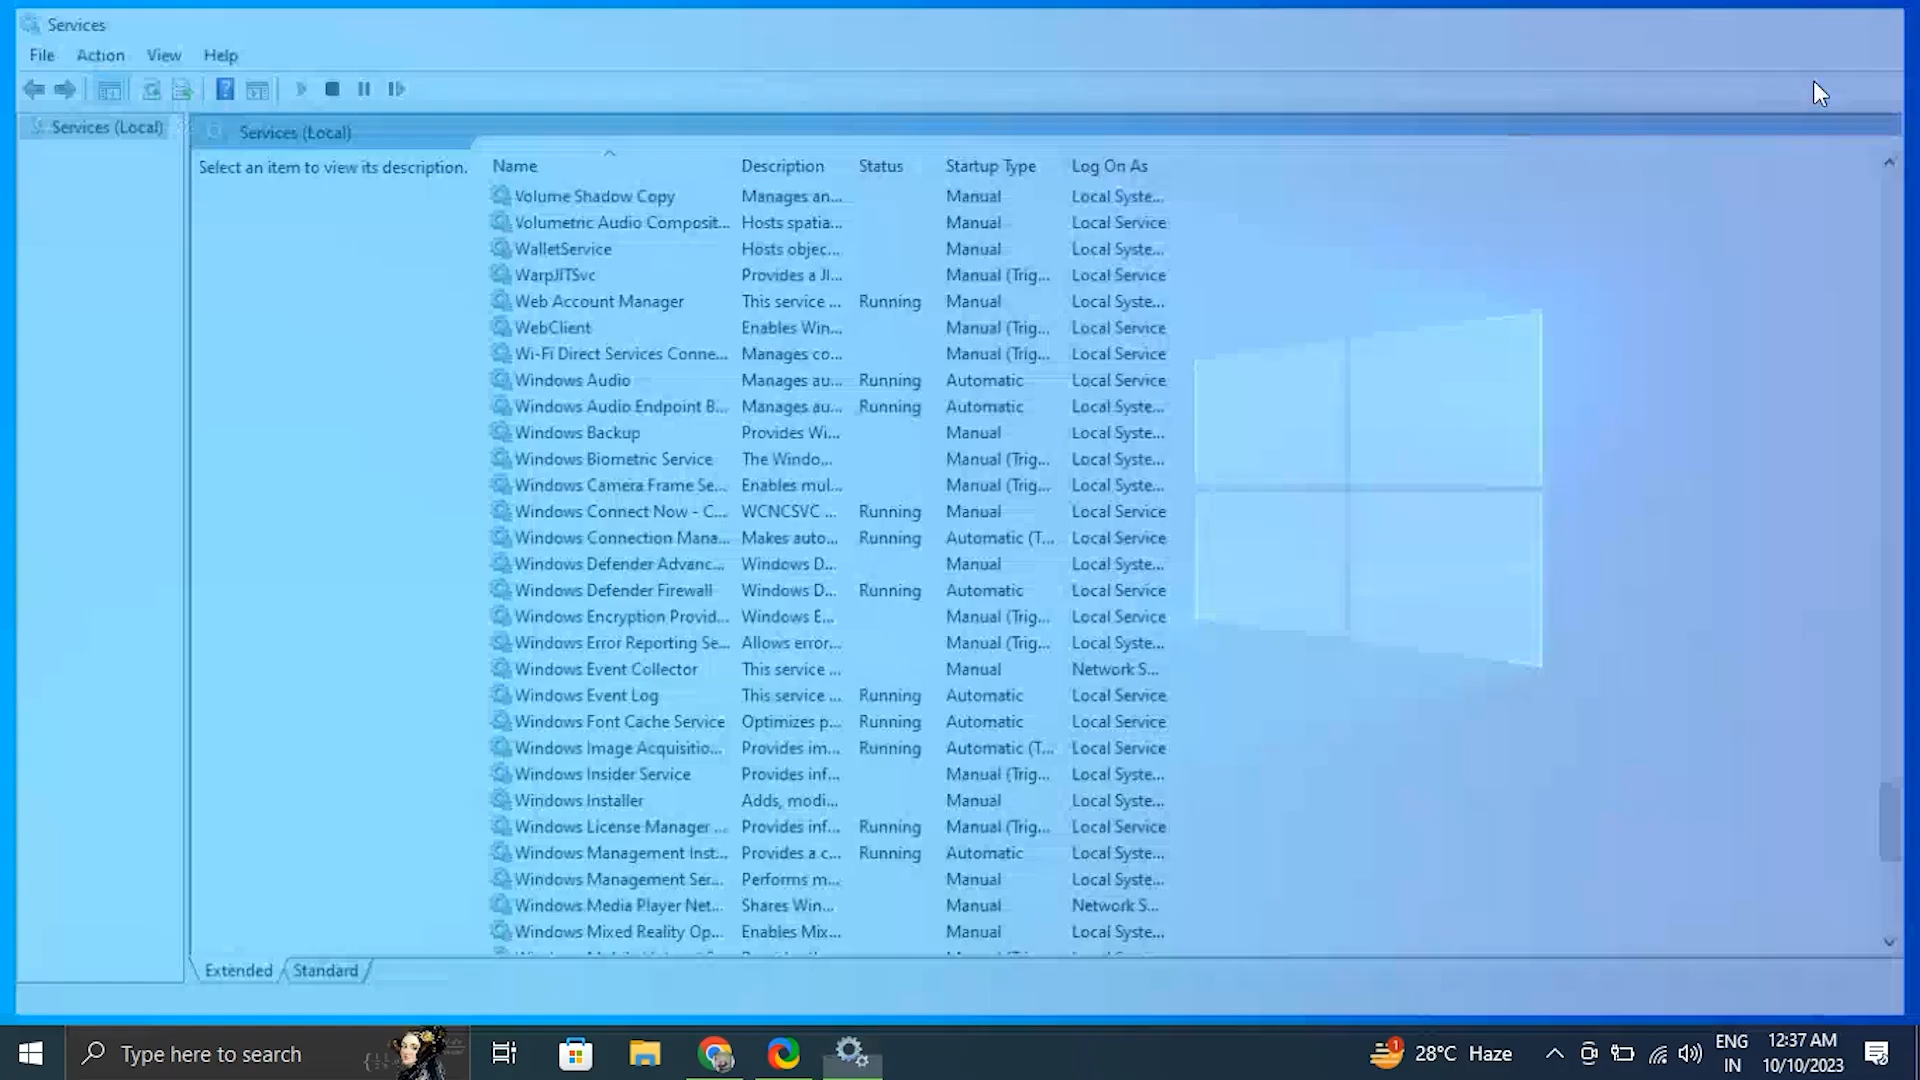 Services
File Action View Help
Services (Local)
Services (Local)
Select an item to view its description.
Name Description Status Startup Type Log On As
Volume Shadow Copy Manages an... Manual Local Syste...
Volumetric Audio Composit... Hosts spatia... Manual Local Service
WalletService Hosts objec... Manual Local Syste...
WarpJITSvc Provides a JI... Manual (Trig... Local Service
Web Account Manager This service ... Running Manual Local Syste...
WebClient Enables Win... Manual (Trig... Local Service
Wi-Fi Direct Services Conne... Manages co... Manual (Trig... Local Service
Windows Audio Manages au... Running Automatic Local Service
Windows Audio Endpoint B... Manages au... Running Automatic Local Syste...
Windows Backup Provides Wi... Manual Local Syste...
Windows Biometric Service The Windo... Manual (Trig... Local Syste...
Windows Camera Frame Se... Enables mul... Manual (Trig... Local Syste...
Windows Connect Now - C... WCNCSVC ... Running Manual Local Service
Windows Connection Mana... Makes auto... Running Automatic (T... Local Service
Windows Defender Advanc... Windows D... Manual Local Syste...
Windows Defender Firewall Windows D... Running Automatic Local Service
Windows Encryption Provid... Windows E... Manual (Trig... Local Service
Windows Error Reporting Se... Allows error... Manual (Trig... Local Syste...
Windows Event Collector This service ... Manual Network S...
Windows Event Log This service ... Running Automatic Local Service
Windows Font Cache Service Optimizes p... Running Automatic Local Service
Windows Image Acquisitio... Provides im... Running Automatic (T... Local Service
Windows Insider Service Provides inf... Manual (Trig... Local Syste...
Windows Installer Adds, modi... Manual Local Syste...
Windows License Manager ... Provides inf... Running Manual (Trig... Local Service
Windows Management Inst... Provides a c... Running Automatic Local Syste...
Windows Management Ser... Performs m... Manual Local Syste...
Windows Media Player Net... Shares Win... Manual Network S...
Windows Mixed Reality Op... Enables Mix... Manual Local Syste...
Extended Standard
Type here to search
1
28°C Haze
ENG
IN
12:37 AM
10/10/2023